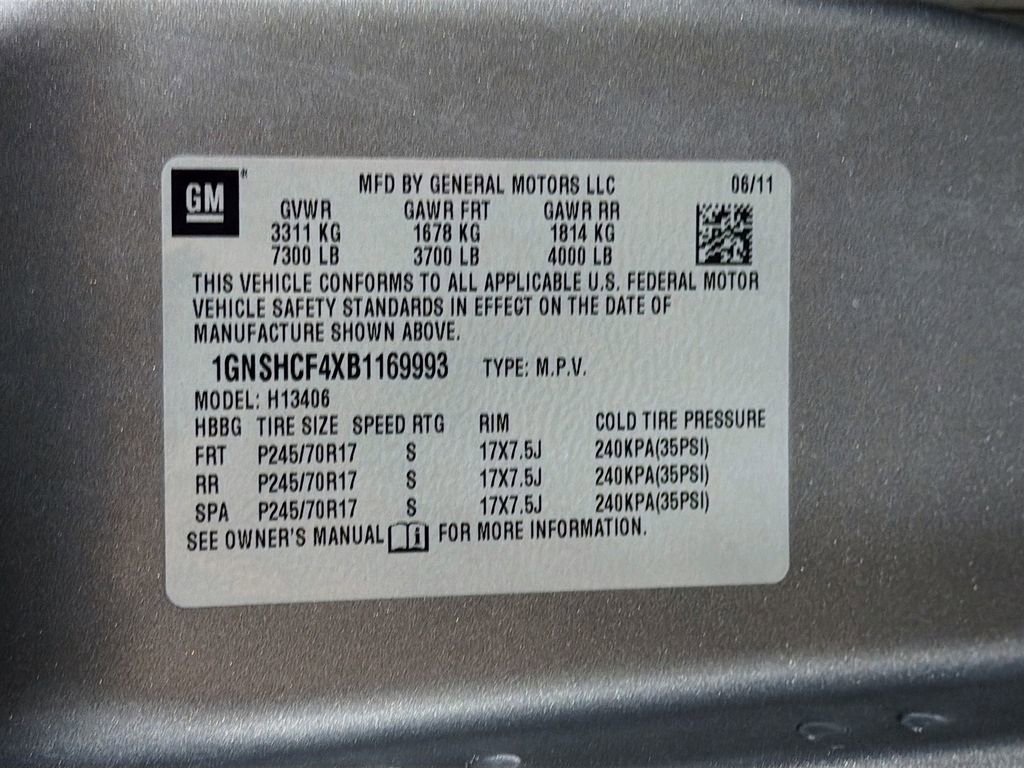 GM®
MFD BY GENERAL MOTORS LLC 06/11
GVWR GAWR FRT GAWR RR
3311 KG 1678 KG 1814 KG
7300 LB 3700 LB 4000 LB
THIS VEHICLE CONFORMS TO ALL APPLICABLE U.S. FEDERAL MOTOR
VEHICLE SAFETY STANDARDS IN EFFECT ON THE DATE OF
MANUFACTURE SHOWN ABOVE.
1GNSHCF4XB1169993 TYPE: M.P.V.
MODEL: H13406
HBBG TIRE SIZE SPEED RTG RIM COLD TIRE PRESSURE
FRT P245/70R17 S 17X7.5J 240KPA(35PSI)
RR P245/70R17 S 17X7.5J 240KPA(35PSI)
SPA P245/70R17 S 17X7.5J 240KPA(35PSI)
SEE OWNER'S MANUAL FOR MORE INFORMATION.